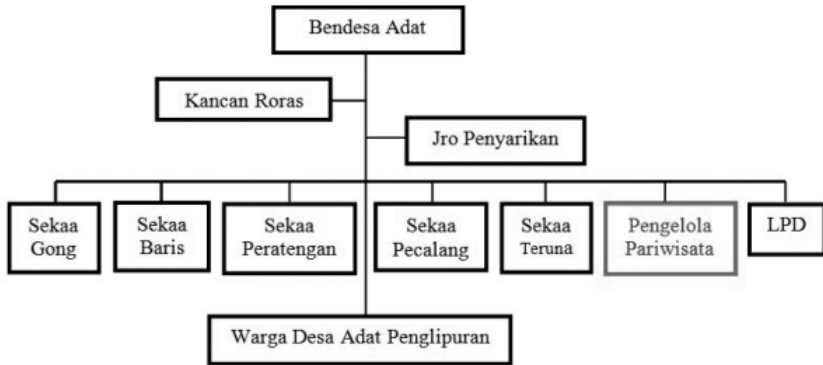 Bendesa Adat
Kancan Roras
Jro Penyarikan
Sekaa
Gong
Sekaa
Baris
Sekaa
Peratengan
Sekaa
Pecalang
Sekaa
Teruna
Pengelola
Pariwisata
LPD
Warga Desa Adat Penglipuran